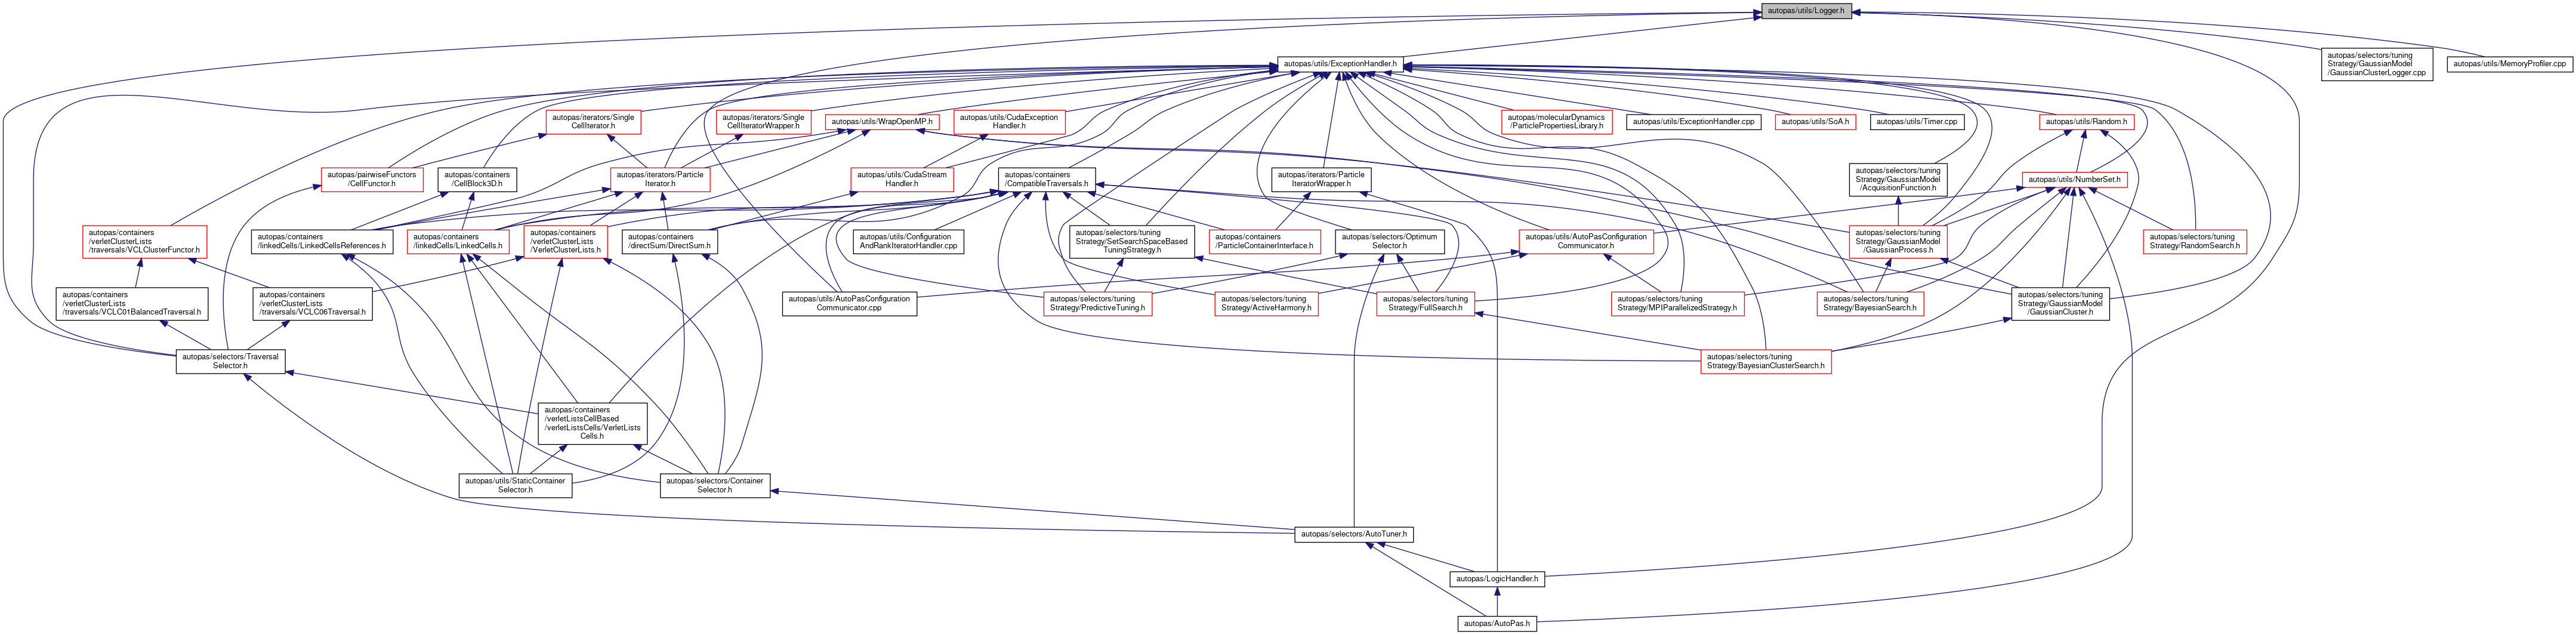 autopas/utils/Logger.h
autopas/utils/ExceptionHandler.h
autopas/selectors/tuning
Strategy/GaussianModel
/GaussianClusterLogger.cpp
autopas/utils/MemoryProfiler.cpp
autopas/iterators/Single
CellIterator.h
autopas/iterators/Single
CellIteratorWrapper.h
autopas/utils/WrapOpenMP.h
autopas/utils/CudaException
Handler.h
autopas/molecularDynamics
/ParticlePropertiesLibrary.h
autopas/utils/ExceptionHandler.cpp
autopas/utils/SoA.h
autopas/utils/Timer.cpp
autopas/utils/Random.h
autopas/pairwiseFunctors
/CellFunctor.h
autopas/containers
/CellBlock3D.h
autopas/iterators/Particle
Iterator.h
autopas/utils/CudaStream
Handler.h
autopas/containers
/CompatibleTraversals.h
autopas/iterators/Particle
IteratorWrapper.h
autopas/selectors/tuning
Strategy/GaussianModel
/AcquisitionFunction.h
autopas/utils/NumberSet.h
autopas/containers
/verletClusterLists
/traversals/VCLClusterFunctor.h
autopas/containers
/linkedCells/LinkedCellsReferences.h
autopas/containers
/linkedCells/LinkedCells.h
autopas/containers
/verletClusterLists
/VerletClusterLists.h
autopas/containers
/directSum/DirectSum.h
autopas/utils/Configuration
AndRankIteratorHandler.cpp
autopas/selectors/tuning
Strategy/SetSearchSpaceBased
TuningStrategy.h
autopas/containers
/ParticleContainerInterface.h
autopas/selectors/Optimum
Selector.h
autopas/utils/AutoPasConfiguration
Communicator.h
autopas/selectors/tuning
Strategy/GaussianModel
/GaussianProcess.h
autopas/selectors/tuning
Strategy/RandomSearch.h
autopas/containers
/verletClusterLists
/traversals/VCLC01BalancedTraversal.h
autopas/containers
/verletClusterLists
/traversals/VCLC06Traversal.h
autopas/utils/AutoPasConfiguration
Communicator.cpp
autopas/selectors/tuning
Strategy/PredictiveTuning.h
autopas/selectors/tuning
Strategy/ActiveHarmony.h
autopas/selectors/tuning
Strategy/FullSearch.h
autopas/selectors/tuning
Strategy/MPIParallelizedStrategy.h
autopas/selectors/tuning
Strategy/BayesianSearch.h
autopas/selectors/tuning
Strategy/GaussianModel
/GaussianCluster.h
autopas/selectors/Traversal
Selector.h
autopas/selectors/tuning
Strategy/BayesianClusterSearch.h
autopas/containers
/verletListsCellBased
/verletListsCells/VerletLists
Cells.h
autopas/utils/StaticContainer
Selector.h
autopas/selectors/Container
Selector.h
autopas/selectors/AutoTuner.h
autopas/LogicHandler.h
autopas/AutoPas.h